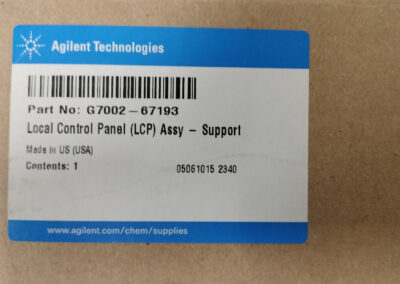 Agilent Technologies
Part No: G7002-67193
Local Control Panel (LCP) Assy - Support
Made in US (USA)
Contents: 1
05061015 2340
www.agilent.com/chem/supplies